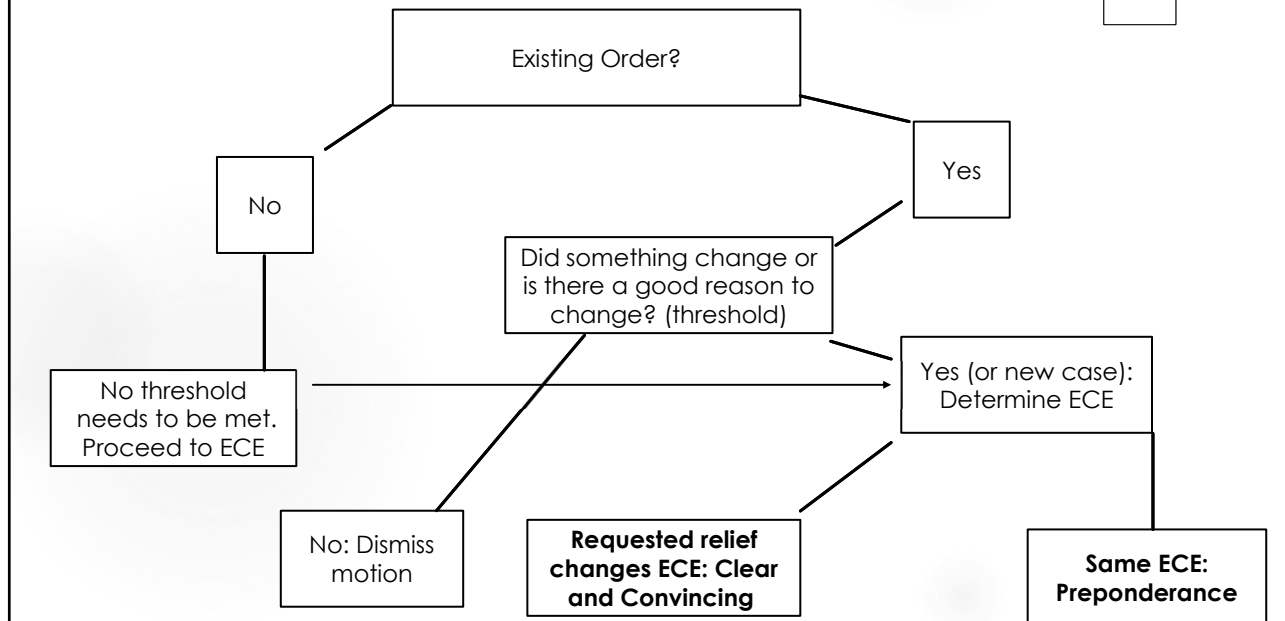 Existing Order?
No
Yes
Did something change or
is there a good reason to
change? (threshold)
No threshold
needs to be met.
Proceed to ECE
Yes (or new case):
Determine ECE
No: Dismiss
motion
Requested relief
changes ECE: Clear
and Convincing
Same ECE:
Preponderance